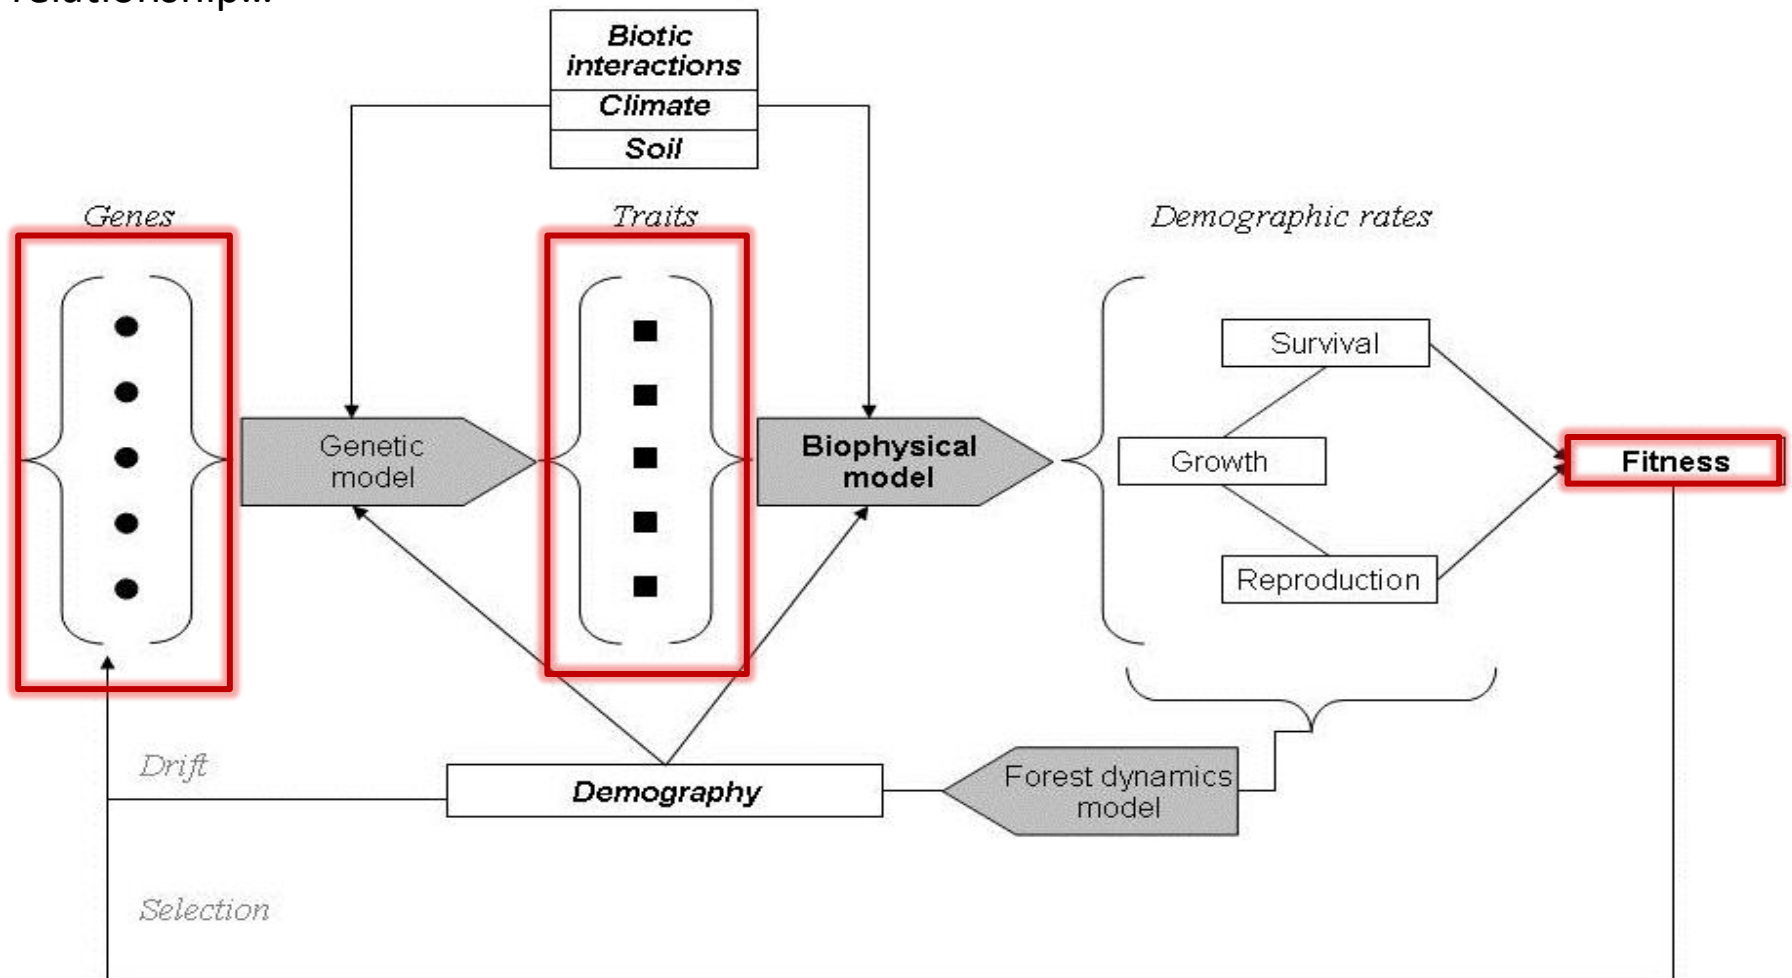 relationship...
Biotic
interactions
Climate
Soil
Genes
Traits
Demographic rates
Survival
Genetic
model
Biophysical
model
Growth
Fitness
Reproduction
Drift
Demography
Forest dynamics
model
Selection